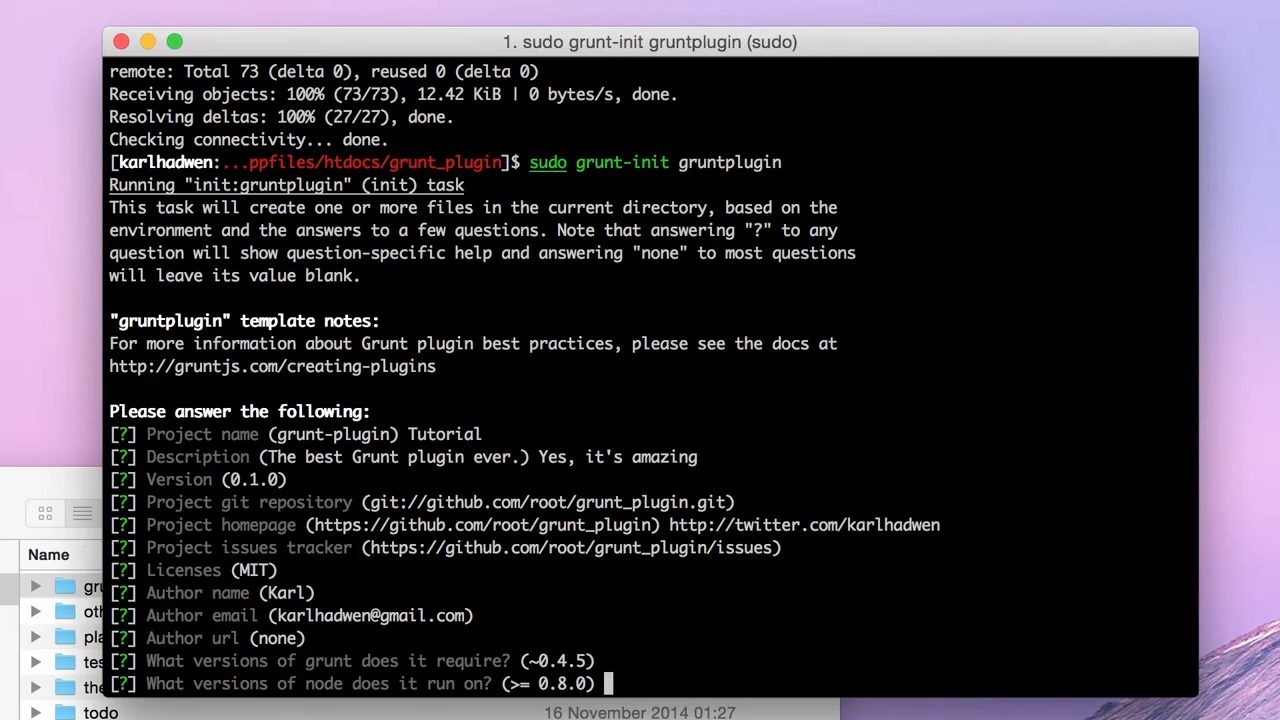 1. sudo grunt-init gruntplugin (sudo)
remote: Total 73 (delta 0), reused 0 (delta 0)
Receiving objects: 100% (73/73), 12.42 KiB | 0 bytes/s, done.
Resolving deltas: 100% (27/27), done.
Checking connectivity... done.
[karlhadwen:...ppfiles/htdocs/grunt_plugin]$ sudo grunt-init gruntplugin
Running "init:gruntplugin" (init) task
This task will create one or more files in the current directory, based on the
environment and the answers to a few questions. Note that answering "?" to any
question will show question-specific help and answering "none" to most questions
will leave its value blank.
"gruntplugin" template notes:
For more information about Grunt plugin best practices, please see the docs at
http://gruntjs.com/creating-plugins
Please answer the following:
[?] Project name (grunt-plugin) Tutorial
[?] Description (The best Grunt plugin ever.) Yes, it's amazing
[?] Version (0.1.0)
[?] Project git repository (git://github.com/root/grunt_plugin.git)
[?] Project homepage (https://github.com/root/grunt_plugin) http://twitter.com/karlhadwen
[?] Project issues tracker (https://github.com/root/grunt_plugin/issues)
[?] Licenses (MIT)
[?] Author name (Karl)
[?] Author email (karlhadwen@gmail.com)
[?] Author url (none)
[?] What versions of grunt does it require? (~0.4.5)
[?] What versions of node does it run on? (>= 0.8.0)
Name
todo
16 November 2014 01:27